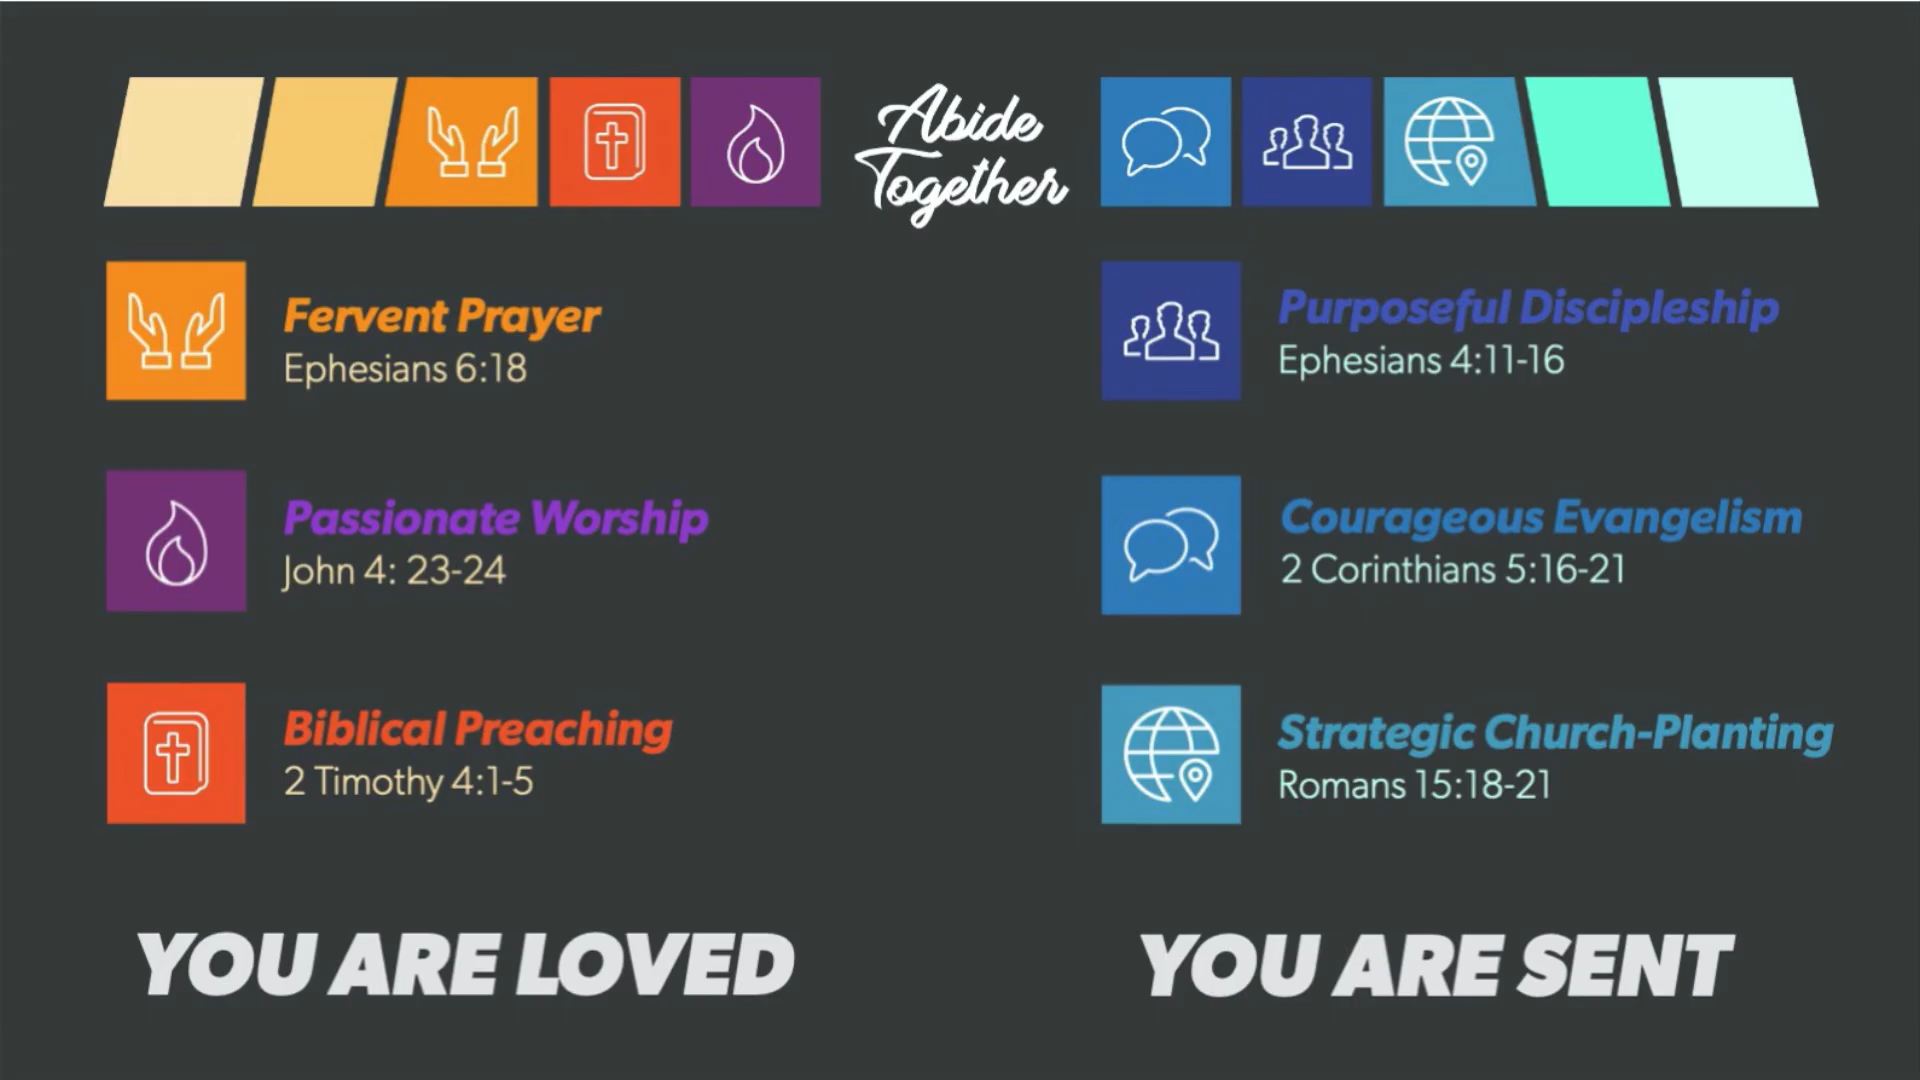 Abide
Together
Fervent Prayer
Ephesians 6:18
Passionate Worship
John 4: 23-24
Biblical Preaching
2 Timothy 4:1-5
YOU ARE LOVED
Purposeful Discipleship
Ephesians 4:11-16
Courageous Evangelism
2 Corinthians 5:16-21
Strategic Church-Planting
Romans 15:18-21
YOU ARE SENT